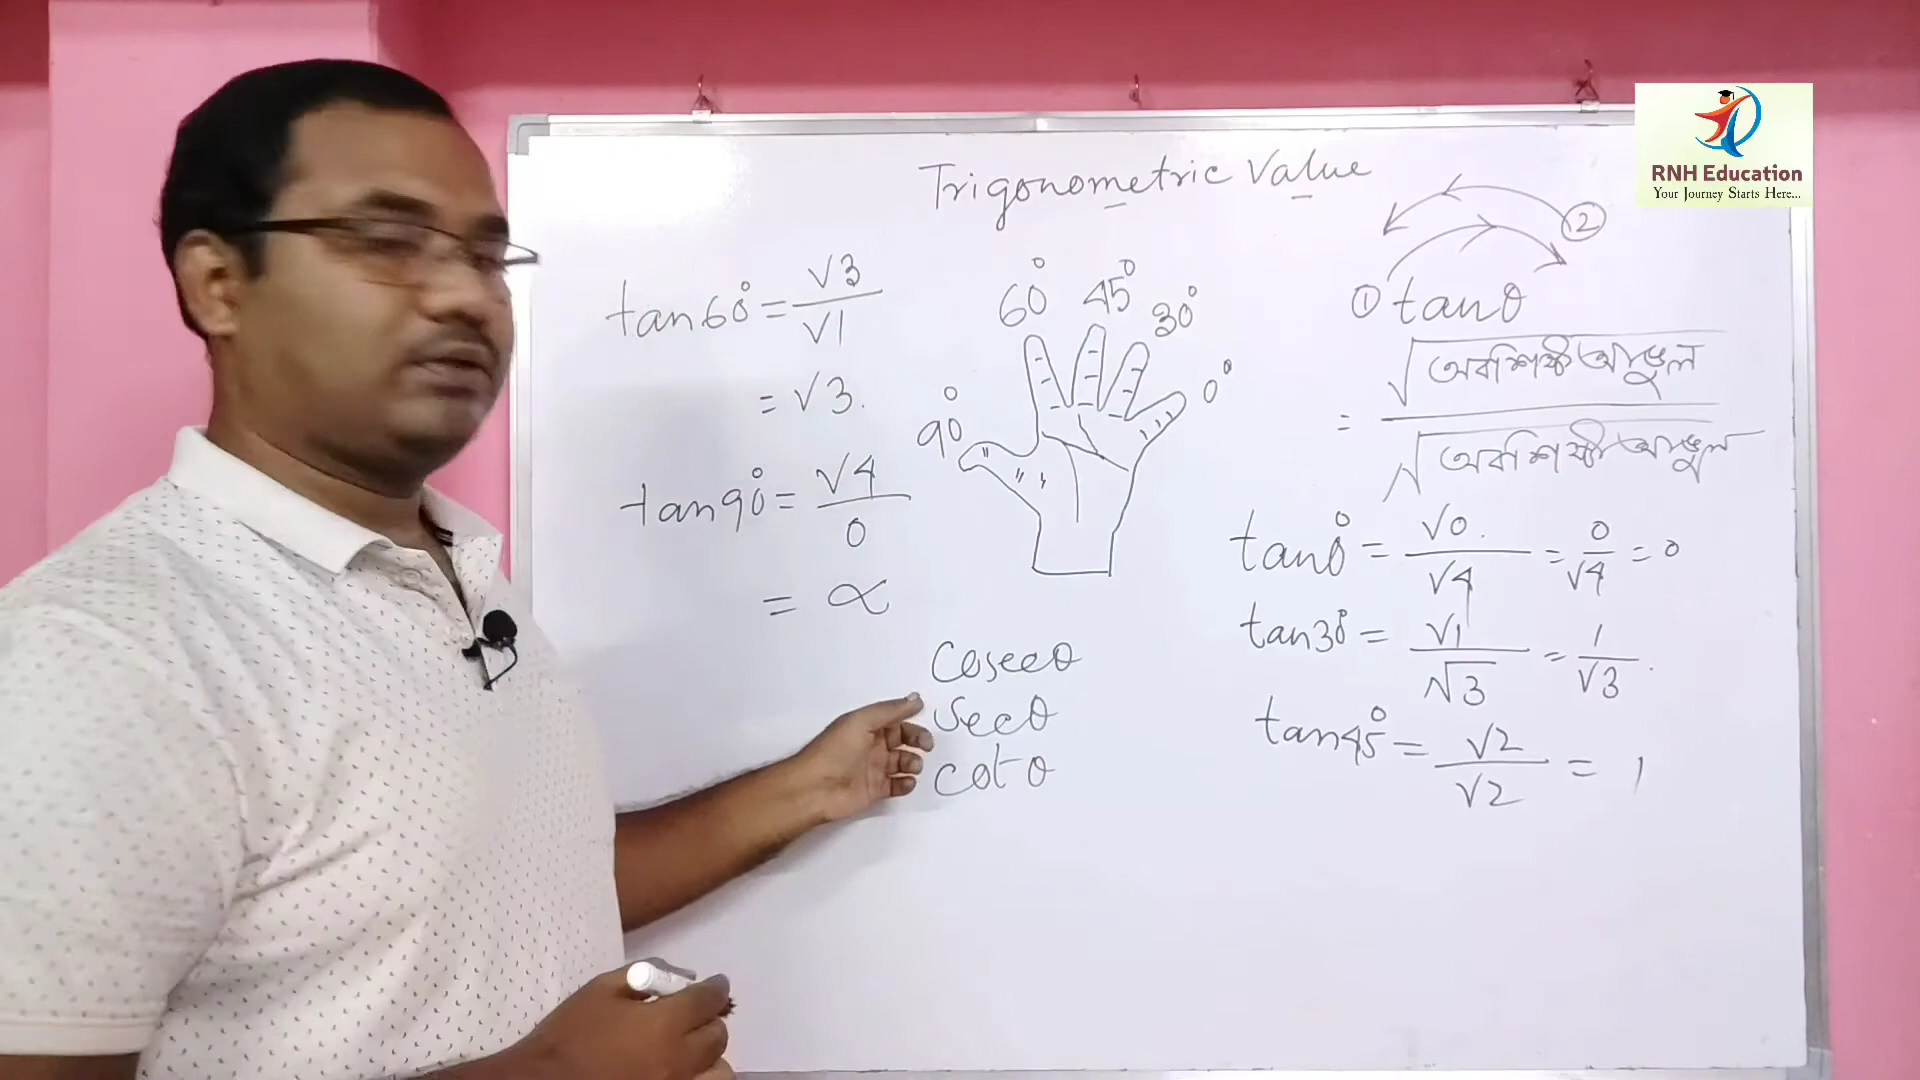 RNH Education
Your Journey Starts Here...
Trigonometric Value
②
60° 45° 30° 0°
90°
tan60° = √3/√1
= √3.
tan90° = √4/0
= α
① tanθ
= √অবশিষ্ট আঙুল/√অবশিষ্ট আঙুল
tan0° = √0./√4 = 0/√4 = 0
tan30° = √1/√3 = 1/√3.
tan45° = √2/√2 = 1
Cosecθ
Secθ
Cotθ